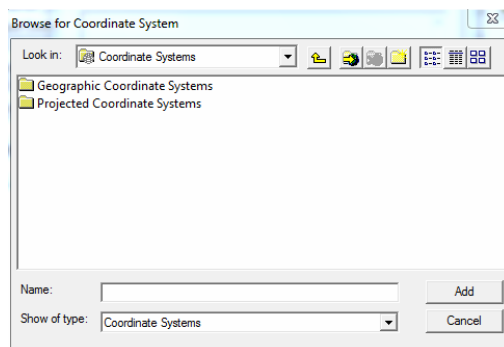 Browse for Coordinate System
Look in: Coordinate Systems
Geographic Coordinate Systems
Projected Coordinate Systems
Name: Add
Show of type: Coordinate Systems Cancel